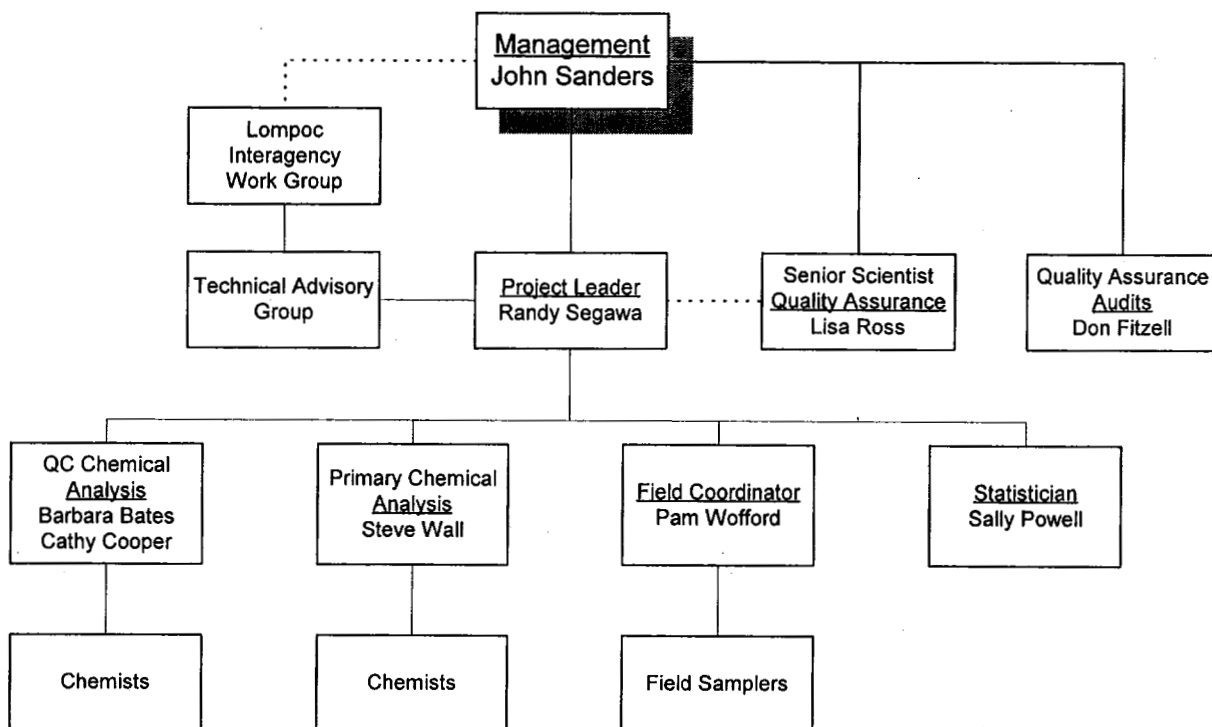 Management
John Sanders
Lompoc
Interagency
Work Group
Technical Advisory
Group
Project Leader
Randy Segawa
Senior Scientist
Quality Assurance
Lisa Ross
Quality Assurance
Audits
Don Fitzell
QC Chemical
Analysis
Barbara Bates
Cathy Cooper
Primary Chemical
Analysis
Steve Wall
Field Coordinator
Pam Wofford
Statistician
Sally Powell
Chemists
Chemists
Field Samplers